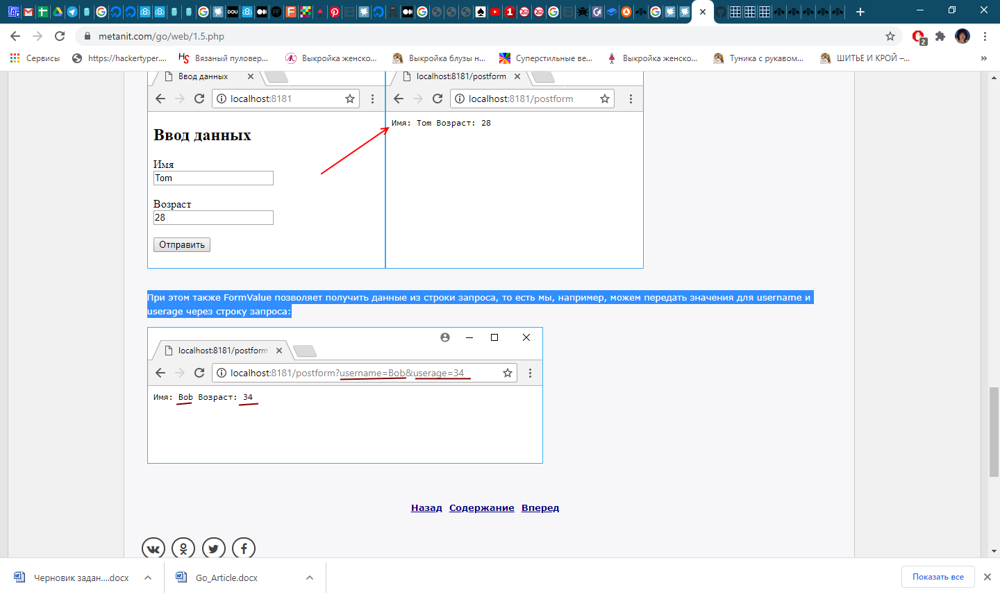 metanit.com/go/web/1.5.php
2
Сервисы
https://hackertyper....
Вязаный пуловер...
Выкройка женско...
Выкройка блузы н...
Суперстильные ве...
Выкройка женско...
Туника с рукавом...
ШИТЬЕ И КРОЙ –...
»
Ввод данных
localhost:8181
Ввод данных
Имя
Tom
Возраст
28
Отправить
localhost:8181/postform
localhost:8181/postform
Имя: Tom Возраст: 28
При этом также FormValue позволяет получить данные из строки запроса, то есть мы, например, можем передать значения для username и
userage через строку запроса:
localhost:8181/postform
localhost:8181/postform?username=Bob&userage=34
Имя: Bob Возраст: 34
Назад Содержание Вперед
Черновик задан....docx
Go_Article.docx
Показать все